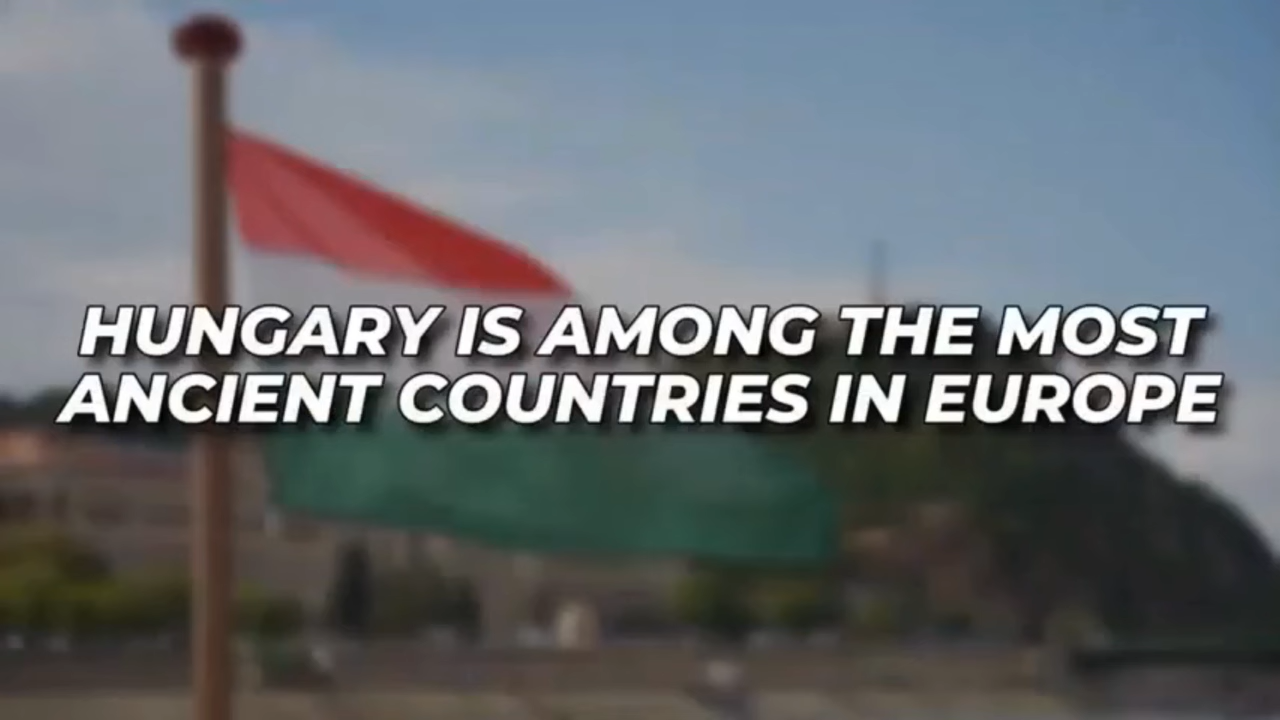 HUNGARY IS AMONG THE MOST
ANCIENT COUNTRIES IN EUROPE